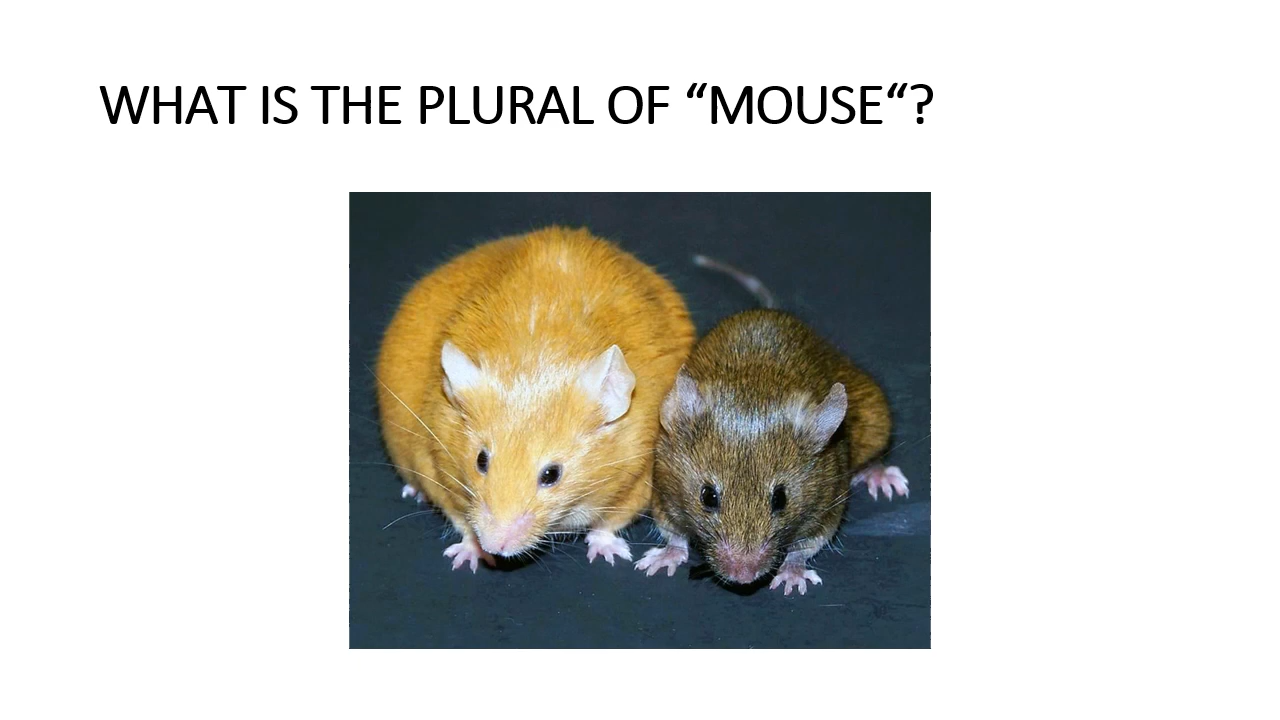 WHAT IS THE PLURAL OF “MOUSE“?